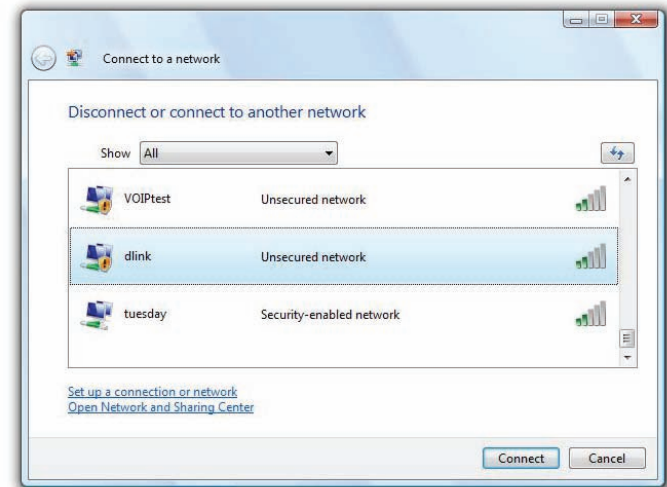 Connect to a network
Disconnect or connect to another network
Show All
VOIPtest Unsecured network
dlink Unsecured network
tuesday Security-enabled network
Set up a connection or network
Open Network and Sharing Center
Connect Cancel